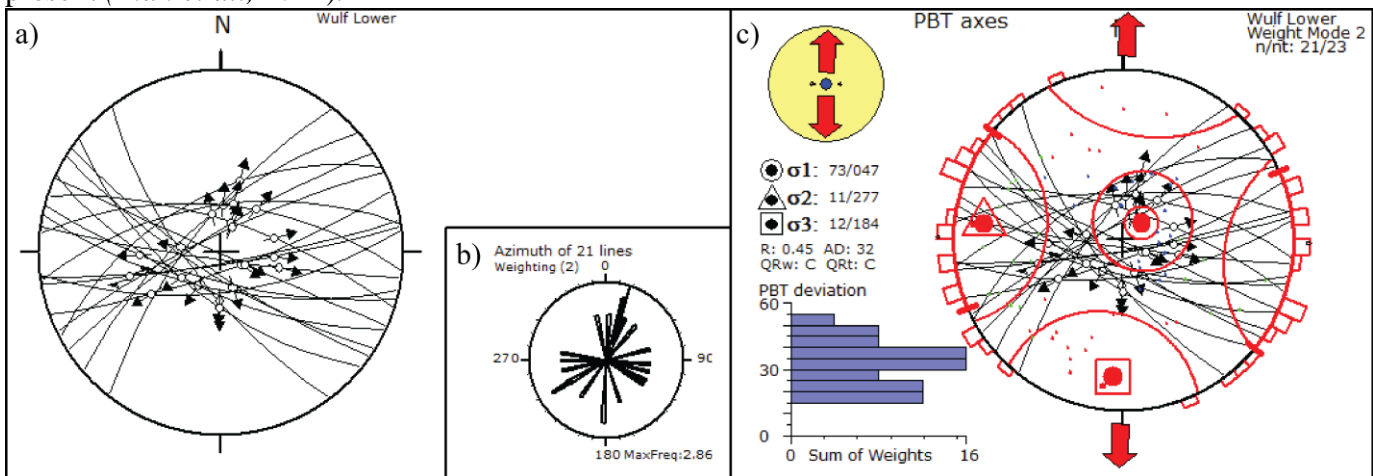 a)
Wulf Lower
N
b)
Azimuth of 21 lines
Weighting (2)
0
270
90
180 MaxFreq:2.86
c)
PBT axes
Wulf Lower
Weight Mode 2
n/nt: 21/23
σ1: 73/047
σ2: 11/277
σ3: 12/184
R: 0.45 AD: 32
QRw: C QRt: C
PBT deviation
60
30
0
0 Sum of Weights 16